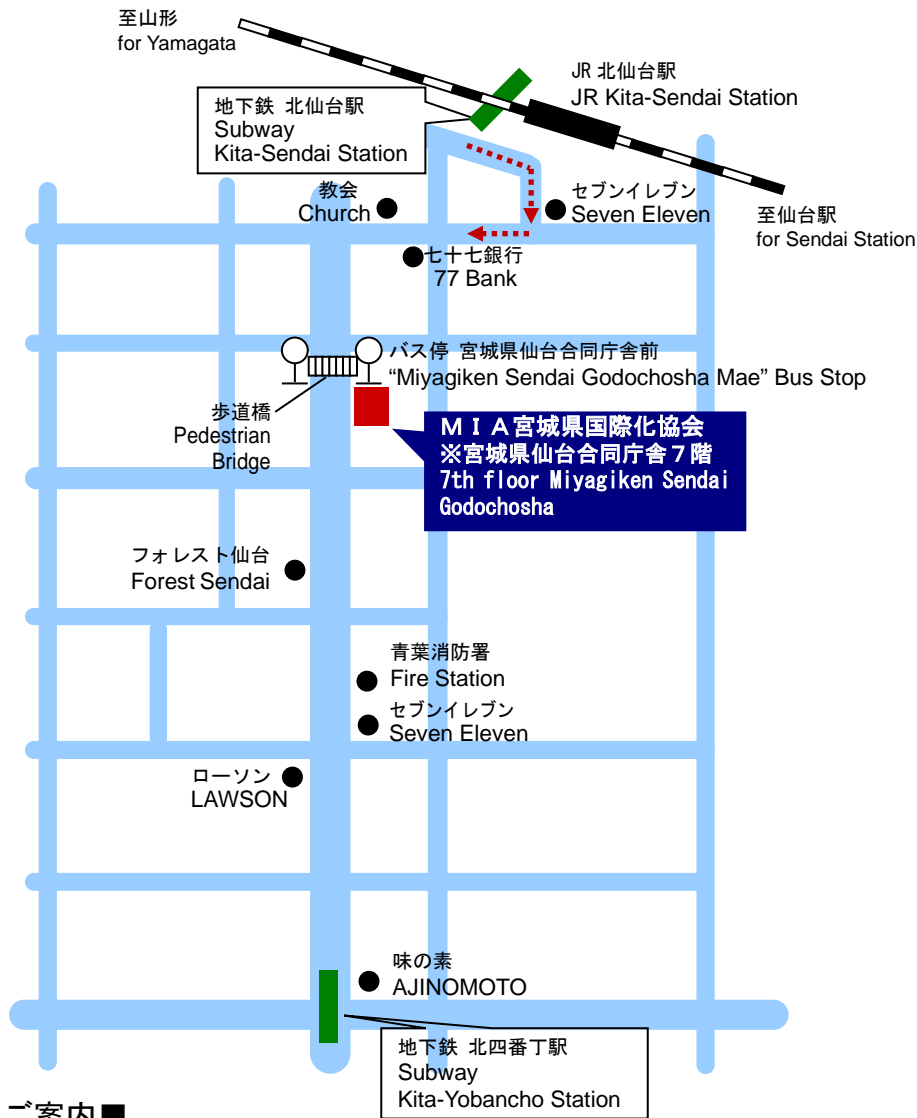 至山形
for Yamagata
JR 北仙台駅
JR Kita-Sendai Station
地下鉄 北仙台駅
Subway
Kita-Sendai Station
教会
Church
セブンイレブン
Seven Eleven
至仙台駅
for Sendai Station
七十七銀行
77 Bank
バス停 宮城県仙台合同庁舎前
“Miyagiken Sendai Godochosha Mae” Bus Stop
歩道橋
Pedestrian
Bridge
ＭＩＡ宮城県国際化協会
※宮城県仙台合同庁舎７階
7th floor Miyagiken Sendai
Godochosha
フォレスト仙台
Forest Sendai
青葉消防署
Fire Station
セブンイレブン
Seven Eleven
ローソン
LAWSON
味の素
AJINOMOTO
地下鉄 北四番丁駅
Subway
Kita-Yobancho Station
ご案内■